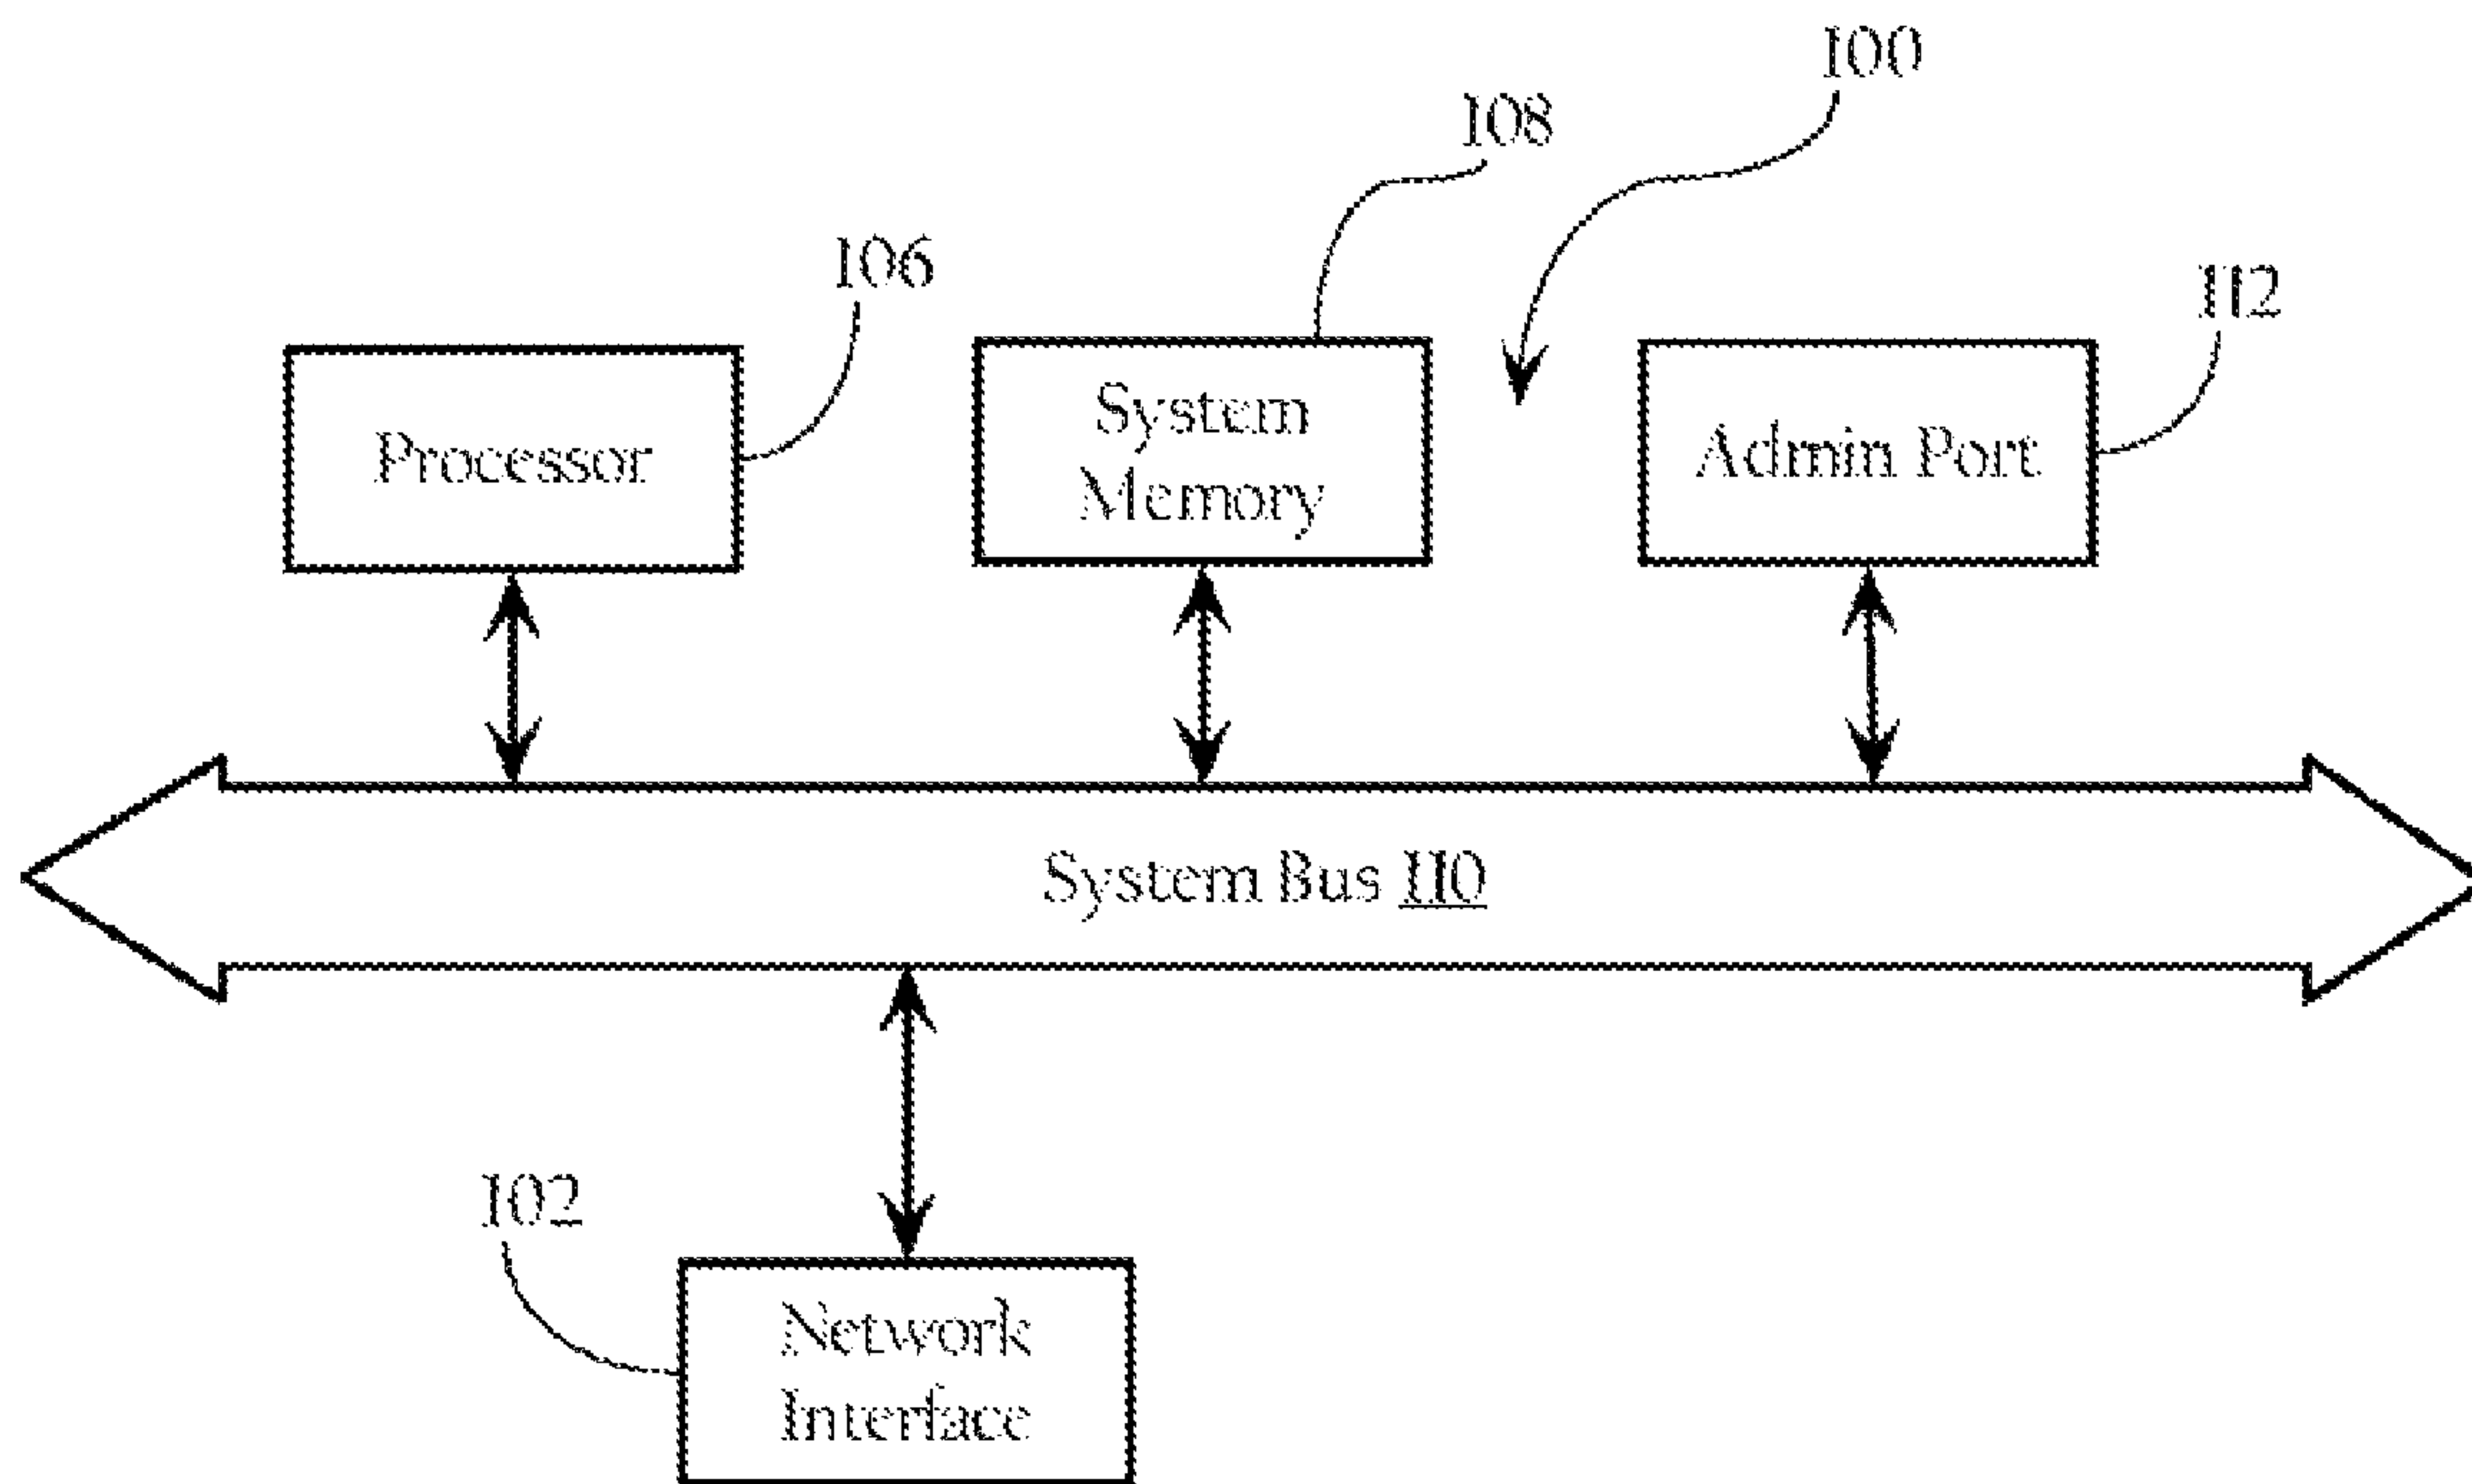 100
108
106
112
Processor
System
Memory
Admin Port
System Bus 110
102
Network
Interface